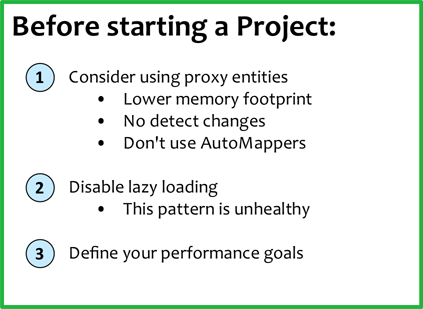 Before starting a Project:
1 Consider using proxy entities
• Lower memory footprint
• No detect changes
• Don't use AutoMappers
2 Disable lazy loading
• This pattern is unhealthy
3 Define your performance goals